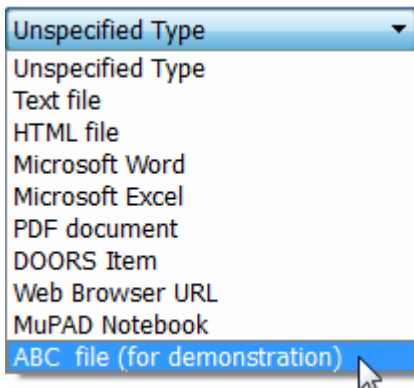 Unspecified Type
Unspecified Type
Text file
HTML file
Microsoft Word
Microsoft Excel
PDF document
DOORS Item
Web Browser URL
MuPAD Notebook
ABC  file (for demonstration)